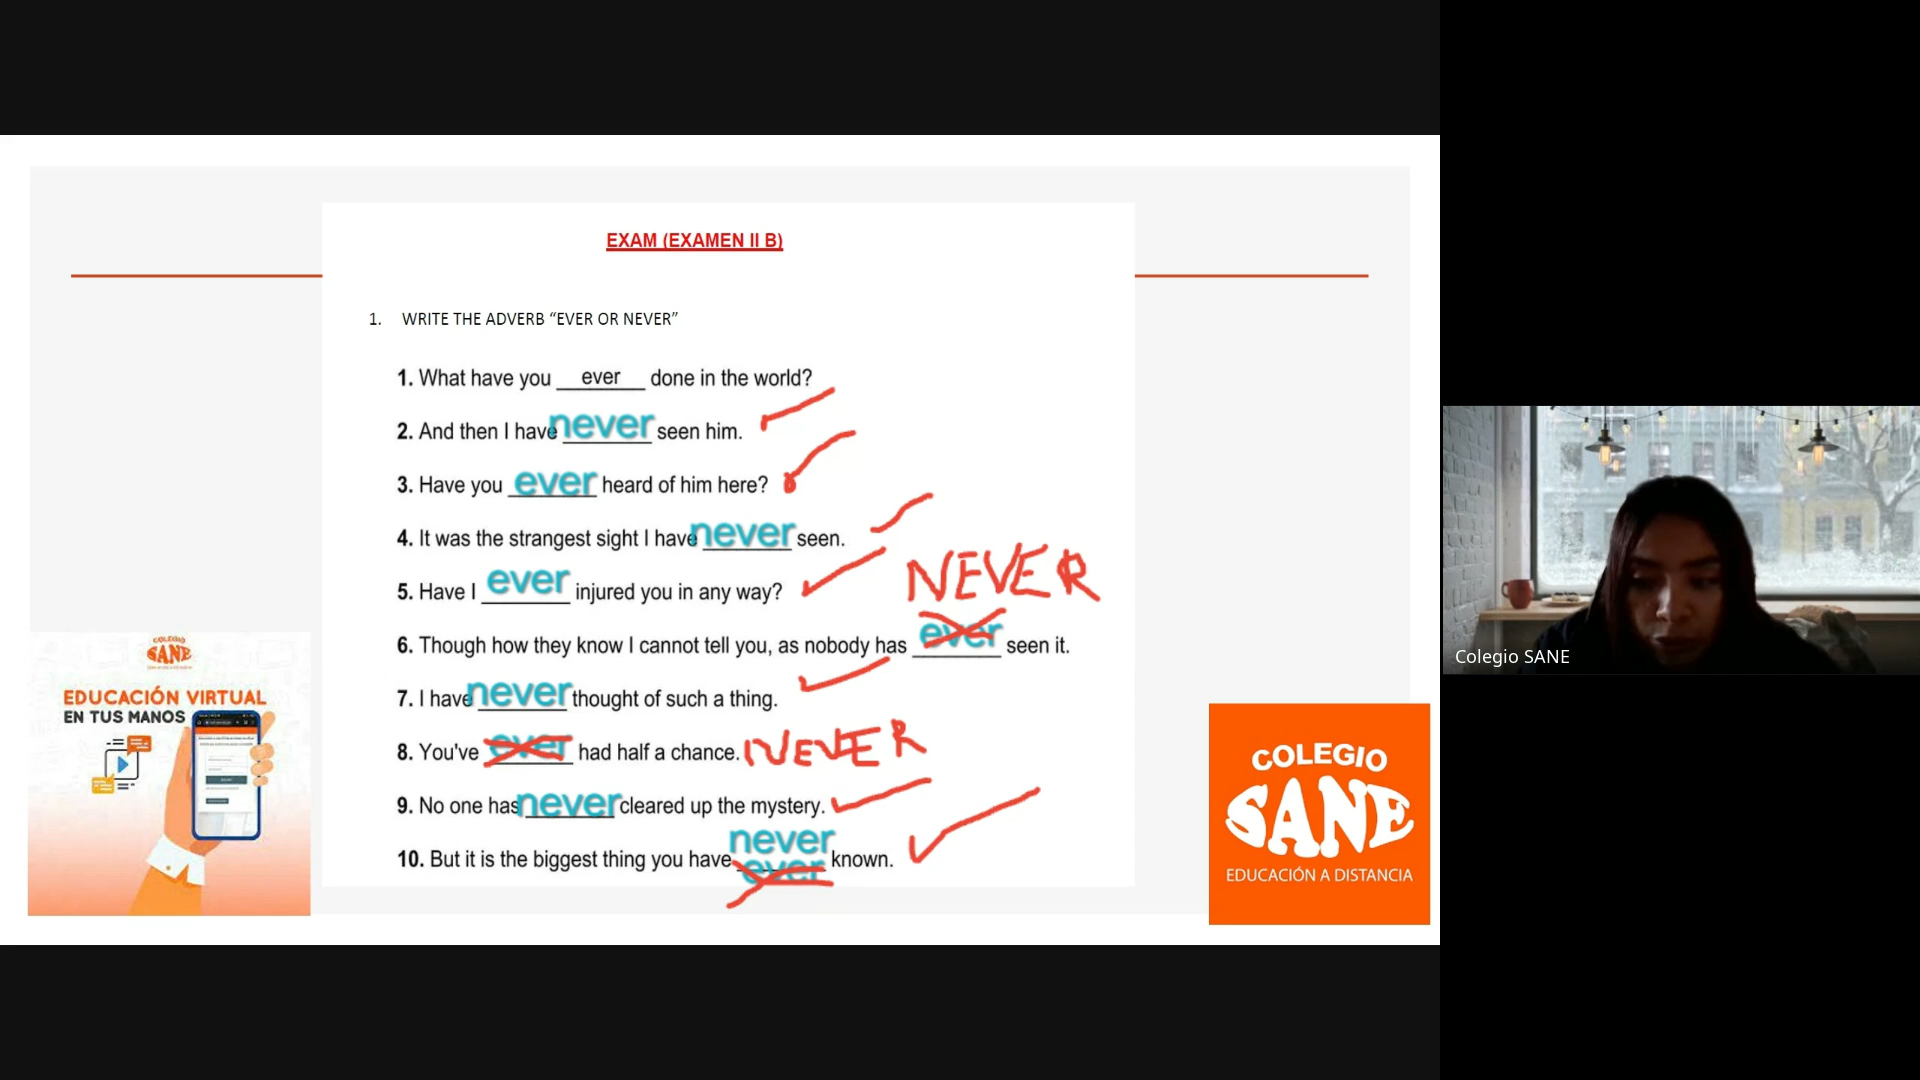 EXAM (EXAMEN II B)
1. WRITE THE ADVERB “EVER OR NEVER”
1. What have you ever done in the world?
2. And then I have never seen him.
3. Have you ever heard of him here?
4. It was the strangest sight I have never seen.
5. Have I ever injured you in any way?
NEVER
6. Though how they know I cannot tell you, as nobody has ever seen it.
7. I have never thought of such a thing.
8. You've ever had half a chance. NEVER
9. No one has never cleared up the mystery.
never
10. But it is the biggest thing you have ever known.
COLEGIO
SANE
EDUCACIÓN VIRTUAL
EN TUS MANOS
COLEGIO
SANE
EDUCACIÓN A DISTANCIA
Colegio SANE